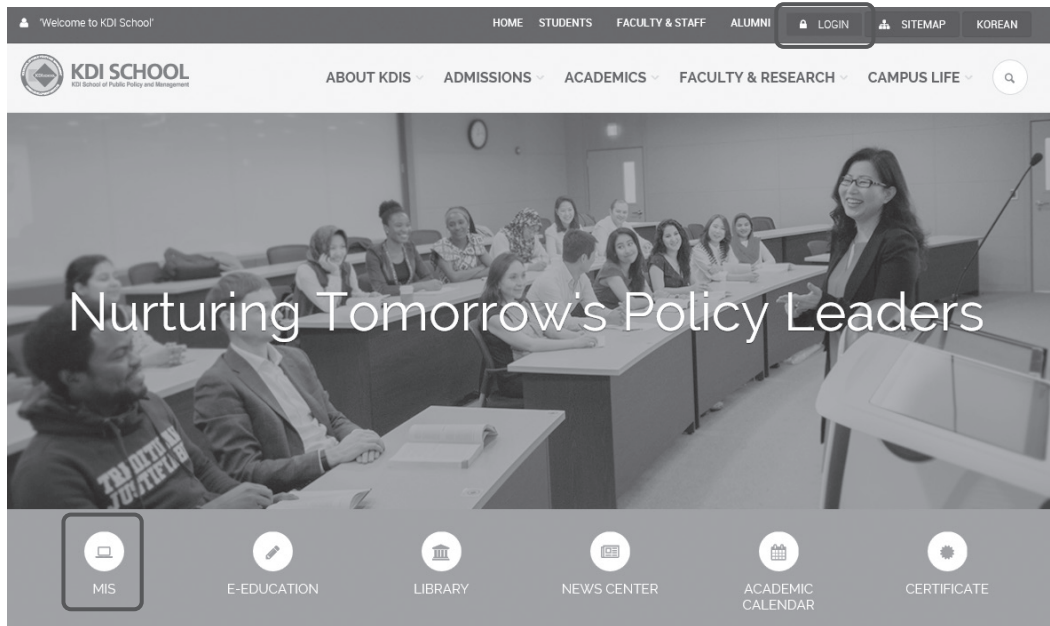 'Welcome to KDI School'
HOME STUDENTS FACULTY & STAFF ALUMNI LOGIN SITEMAP KOREAN
KDI SCHOOL
KDI School of Public Policy and Management
ABOUT KDIS ADMISSIONS ACADEMICS FACULTY & RESEARCH CAMPUS LIFE
Nurturing Tomorrow's Policy Leaders
MIS E-EDUCATION LIBRARY NEWS CENTER ACADEMIC CALENDAR CERTIFICATE